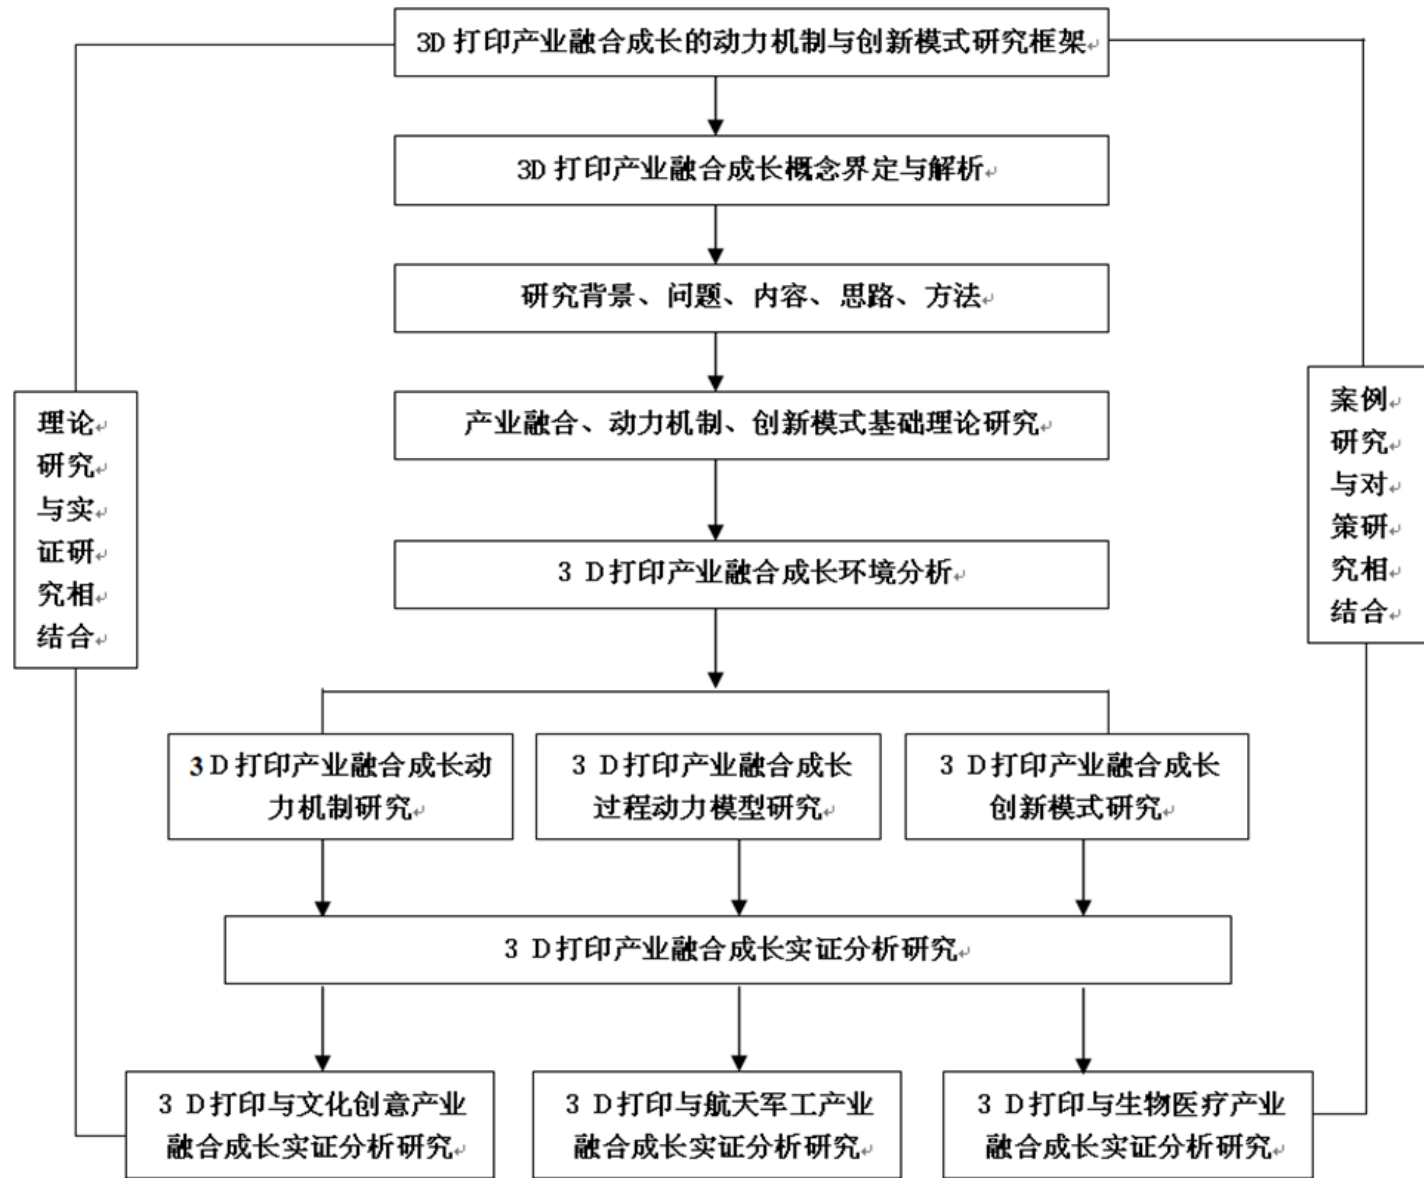 3D 打印产业融合成长的动力机制与创新模式研究框架
3D 打印产业融合成长概念界定与解析
研究背景、问题、内容、思路、方法
产业融合、动力机制、创新模式基础理论研究
3 D打印产业融合成长环境分析
理论
研究
与实
证研
究相
结合
案例
研究
与对
策研
究相
结合
3 D打印产业融合成长动
力机制研究
3 D打印产业融合成长
过程动力模型研究
3 D打印产业融合成长
创新模式研究
3 D打印产业融合成长实证分析研究
3 D打印与文化创意产业
融合成长实证分析研究
3 D打印与航天军工产业
融合成长实证分析研究
3 D打印与生物医疗产业
融合成长实证分析研究